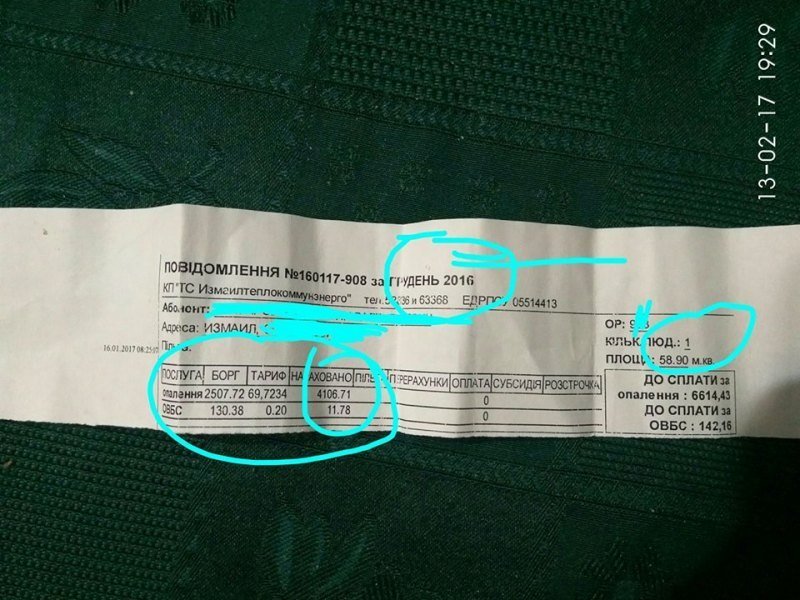 13-02-17 19:29
ПОВІДОМЛЕННЯ №160117-908 за ГРУДЕНЬ 2016
КП"ТС Измаилтеплокоммунэнерго" тел. и 63368 ЕДРПОУ 05514413
Абонент:
Адреса: ИЗМАИЛ,
16.01.2017
ОР:
КІЛЬК.ЛЮД.: 1
ПЛОЩА: 58.90 м.кв.
ПОСЛУГА БОРГ ТАРИФ НАРАХОВАНО ПІЛЬГА ПЕРЕРАХУНКИ ОПЛАТА СУБСИДІЯ РОЗСТРОЧКА
опалення 2507.72 69,7234 4106.71 0
ОВБС 130.38 0.20 11.78 0
ДО СПЛАТИ за
опалення : 6614,43
ДО СПЛАТИ за
ОВБС : 142,16